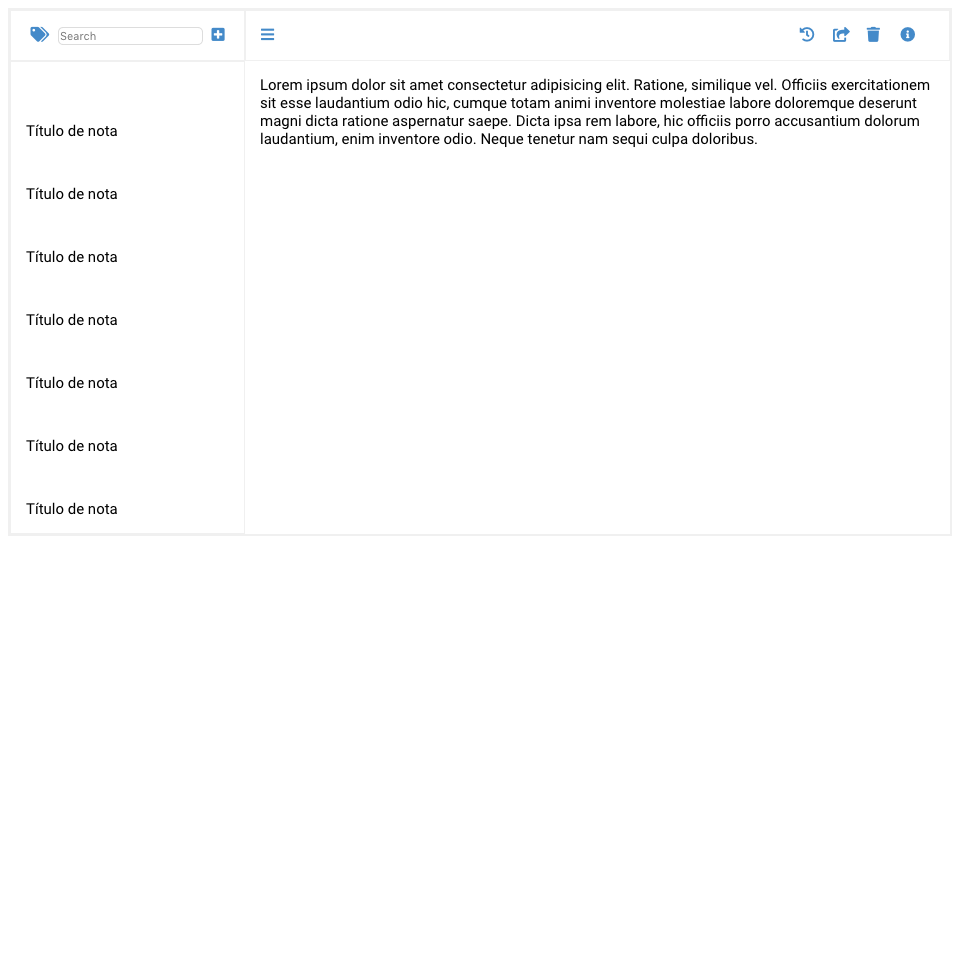 Search
Título de nota
Título de nota
Título de nota
Título de nota
Título de nota
Título de nota
Título de nota
Lorem ipsum dolor sit amet consectetur adipisicing elit. Ratione, similique vel. Officiis exercitationem
sit esse laudantium odio hic, cumque totam animi inventore molestiae labore doloremque deserunt
magni dicta ratione aspernatur saepe. Dicta ipsa rem labore, hic officiis porro accusantium dolorum
laudantium, enim inventore odio. Neque tenetur nam sequi culpa doloribus.